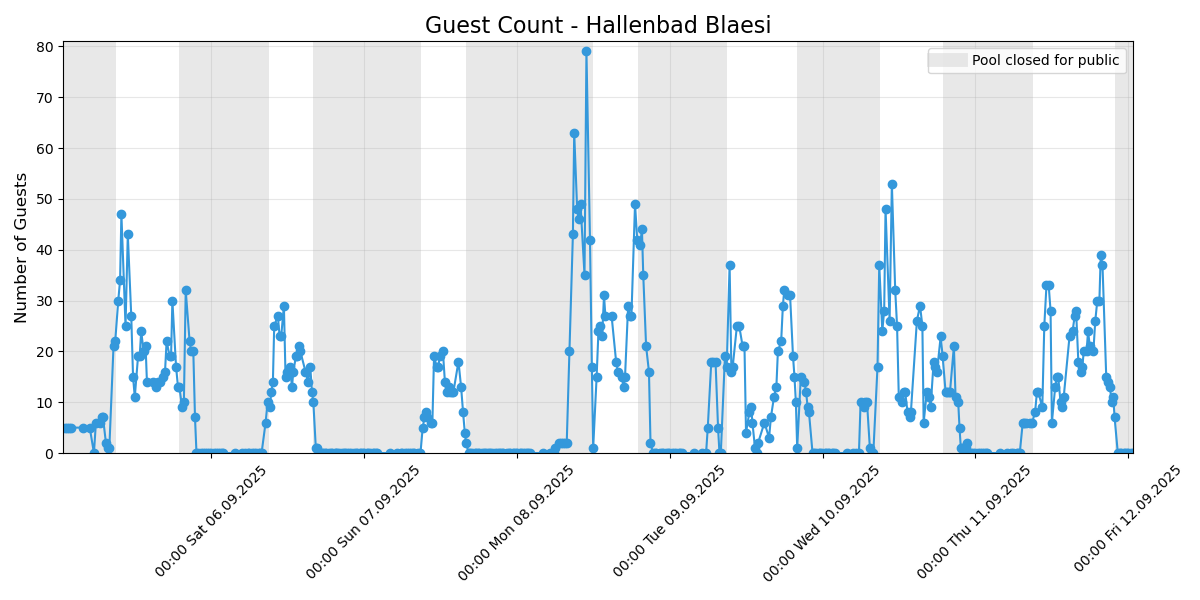 Guest Count - Hallenbad Blaesi
Pool closed for public
Number of Guests
80
70
60
50
40
30
20
10
0
00:00 Sat 06.09.2025
00:00 Sun 07.09.2025
00:00 Mon 08.09.2025
00:00 Tue 09.09.2025
00:00 Wed 10.09.2025
00:00 Thu 11.09.2025
00:00 Fri 12.09.2025